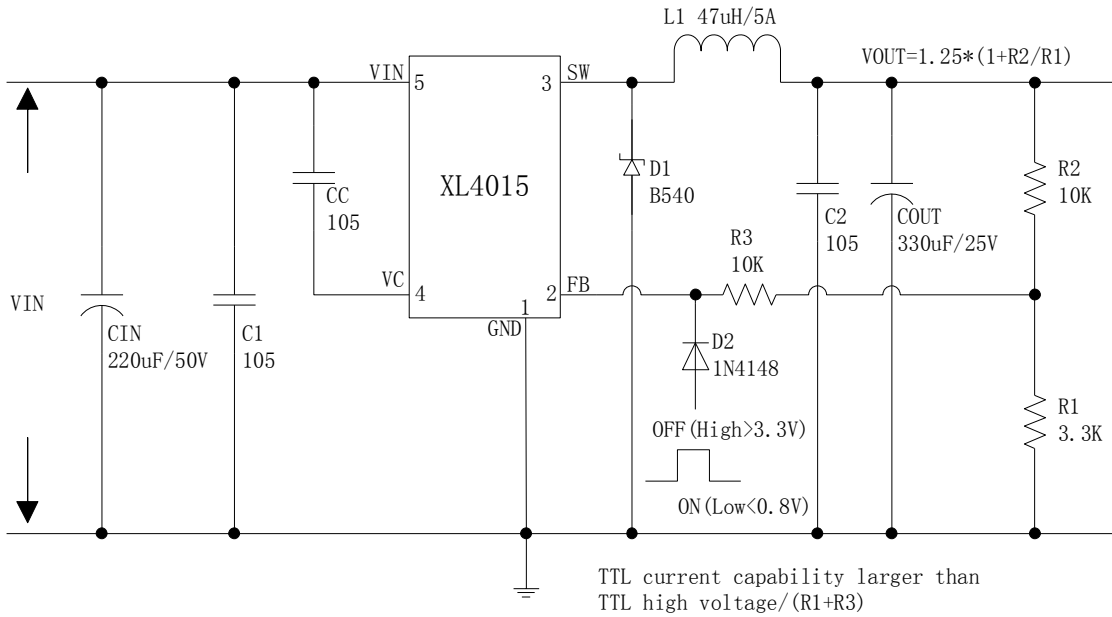 L1 47uH/5A
VOUT=1.25*(1+R2/R1)
VIN
5
3
SW
XL4015
CC
105
D1
B540
R2
10K
C2
105
COUT
330uF/25V
R3
10K
VC
4
2
FB
1
GND
VIN
CIN
220uF/50V
C1
105
D2
1N4148
R1
3.3K
OFF(High>3.3V)
ON(Low<0.8V)
TTL current capability larger than
TTL high voltage/(R1+R3)